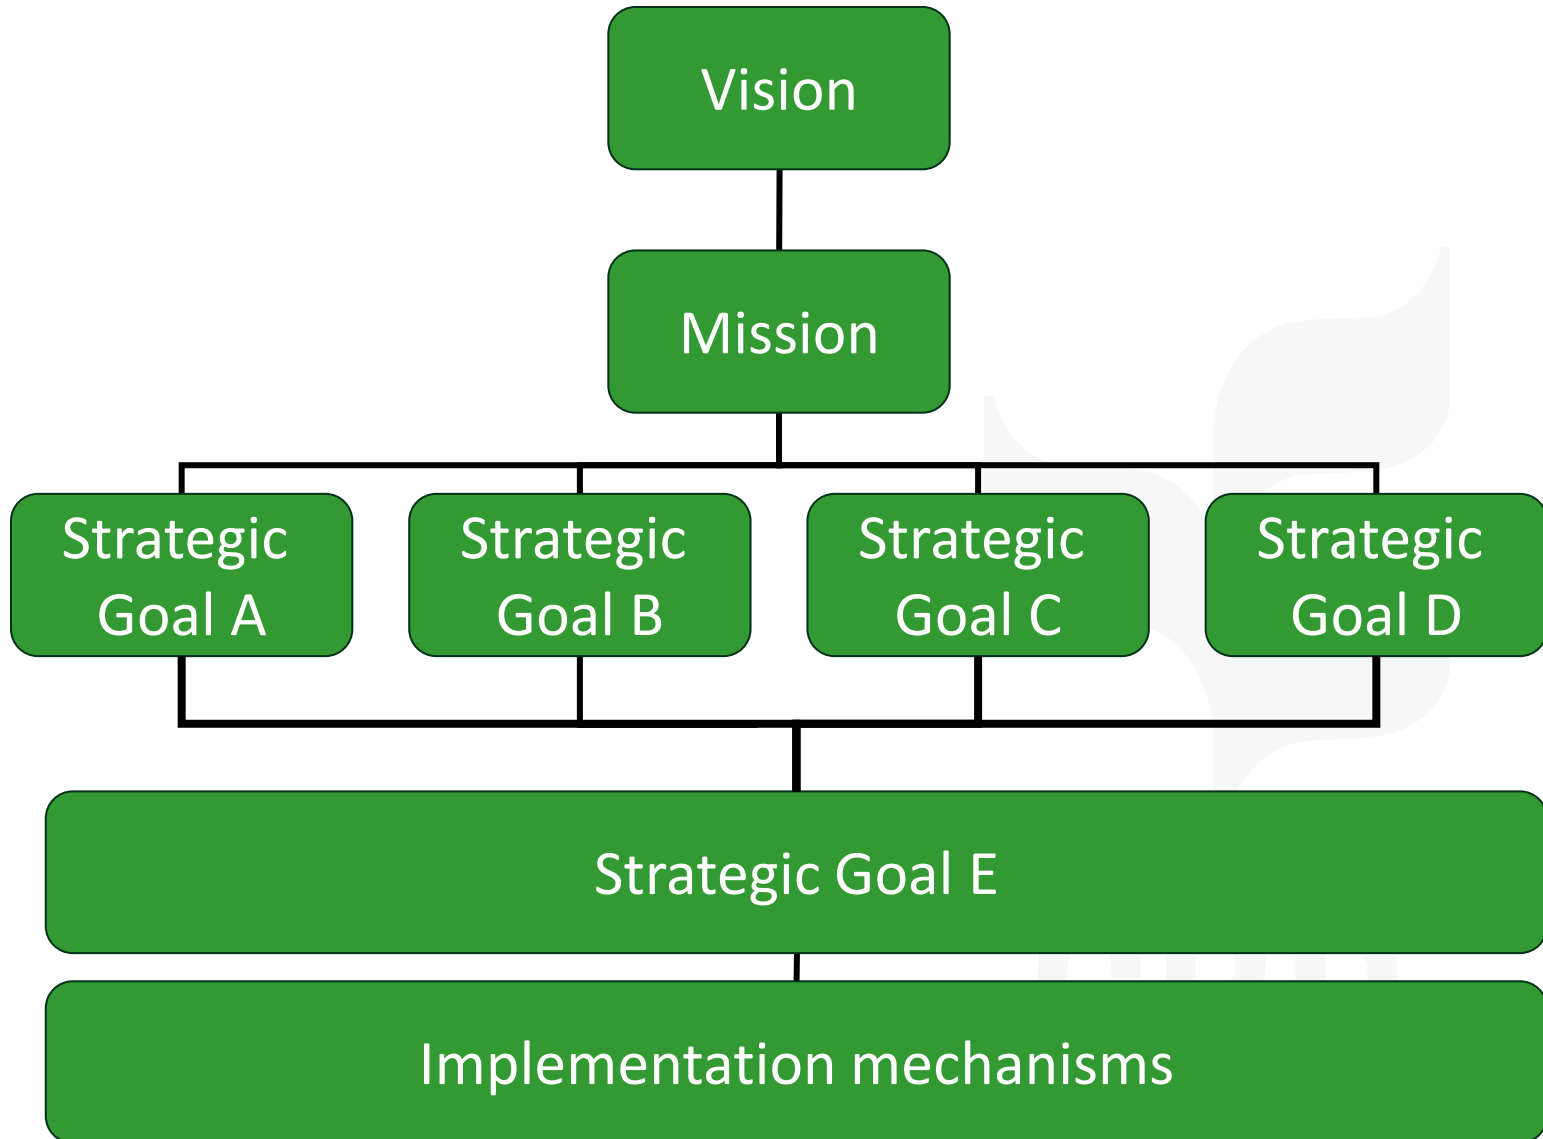 Vision
Mission
Strategic
Goal A
Strategic
Goal B
Strategic
Goal C
Strategic
Goal D
Strategic Goal E
Implementation mechanisms